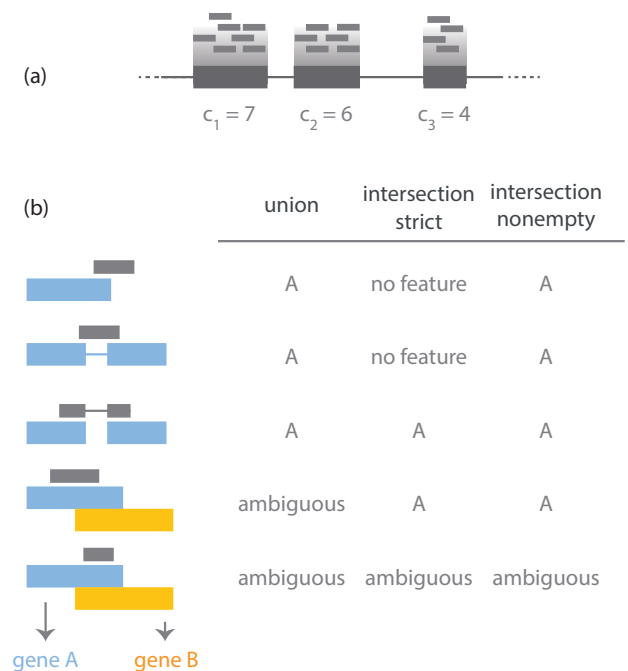 (a)
c1 = 7 c2 = 6 c3 = 4
(b)
union intersection strict intersection nonempty
A no feature A
A no feature A
A A A
ambiguous A A
ambiguous ambiguous ambiguous
gene A gene B